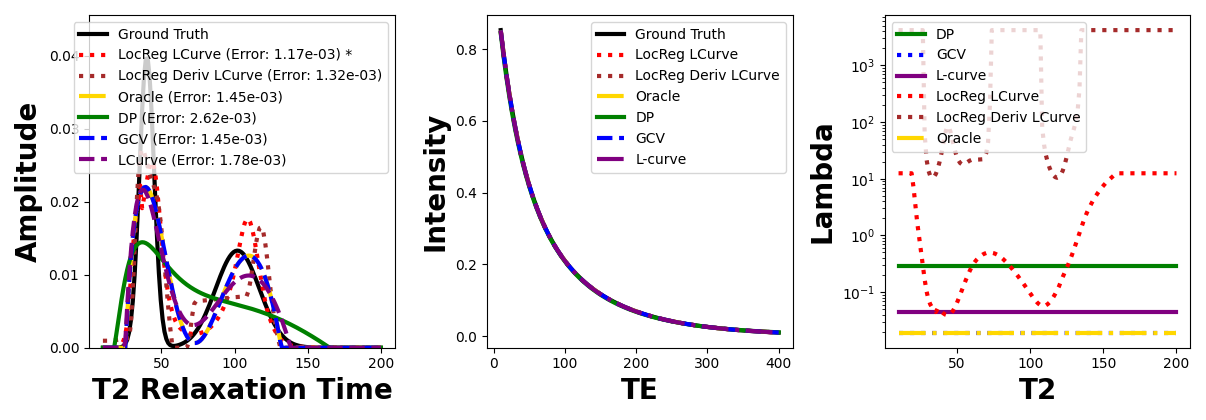 Amplitude
0.04
0.03
0.02
0.01
0.00
Ground Truth
LocReg LCurve (Error: 1.17e-03) *
LocReg Deriv LCurve (Error: 1.32e-03)
Oracle (Error: 1.45e-03)
DP (Error: 2.62e-03)
GCV (Error: 1.45e-03)
LCurve (Error: 1.78e-03)
50 100 150 200
T2 Relaxation Time
Intensity
0.8
0.6
0.4
0.2
0.0
Ground Truth
LocReg LCurve
LocReg Deriv LCurve
Oracle
DP
GCV
L-curve
0 100 200 300 400
TE
Lambda
10³
10²
10¹
10⁰
10⁻¹
DP
GCV
L-curve
LocReg LCurve
LocReg Deriv LCurve
Oracle
50 100 150 200
T2